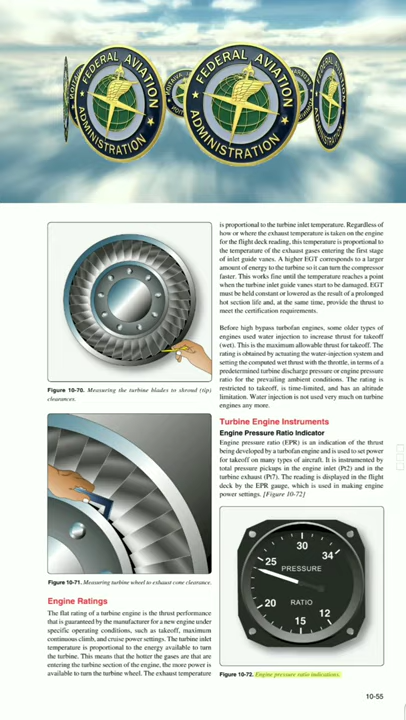 FEDERAL AVIATION
ADMINISTRATION
FEDERAL AVIATION
ADMINISTRATION
Figure 10-70. Measuring the turbine blades to shroud (tip)
clearances.
Figure 10-71. Measuring turbine wheel to exhaust cone clearance.
Engine Ratings
The flat rating of a turbine engine is the thrust performance
that is guaranteed by the manufacturer for a new engine under
specific operating conditions, such as takeoff, maximum
continuous climb, and cruise power settings. The turbine inlet
temperature is proportional to the energy available to turn
the turbine. This means that the hotter the gases are that are
entering the turbine section of the engine, the more power is
available to turn the turbine wheel. The exhaust temperature
is proportional to the turbine inlet temperature. Regardless of
how or where the exhaust temperature is taken on the engine
for the flight deck reading, this temperature is proportional to
the temperature of the exhaust gases entering the first stage
of inlet guide vanes. A higher EGT corresponds to a larger
amount of energy to the turbine so it can turn the compressor
faster. This works fine until the temperature reaches a point
when the turbine inlet guide vanes start to be damaged. EGT
must be held constant or lowered as the result of a prolonged
hot section life and, at the same time, provide the thrust to
meet the certification requirements.
Before high bypass turbofan engines, some older types of
engines used water injection to increase thrust for takeoff
(wet). This is the maximum allowable thrust for takeoff. The
rating is obtained by actuating the water-injection system and
setting the computed wet thrust with the throttle, in terms of a
predetermined turbine discharge pressure or engine pressure
ratio for the prevailing ambient conditions. The rating is
restricted to takeoff, is time-limited, and has an altitude
limitation. Water injection is not used very much on turbine
engines any more.
Turbine Engine Instruments
Engine Pressure Ratio Indicator
Engine pressure ratio (EPR) is an indication of the thrust
being developed by a turbofan engine and is used to set power
for takeoff on many types of aircraft. It is instrumented by
total pressure pickups in the engine inlet (Pt2) and in the
turbine exhaust (Pt7). The reading is displayed in the flight
deck by the EPR gauge, which is used in making engine
power settings. [Figure 10-72]
30
34
25
PRESSURE
20
RATIO
12
15
Figure 10-72. Engine pressure ratio indications.
10-55